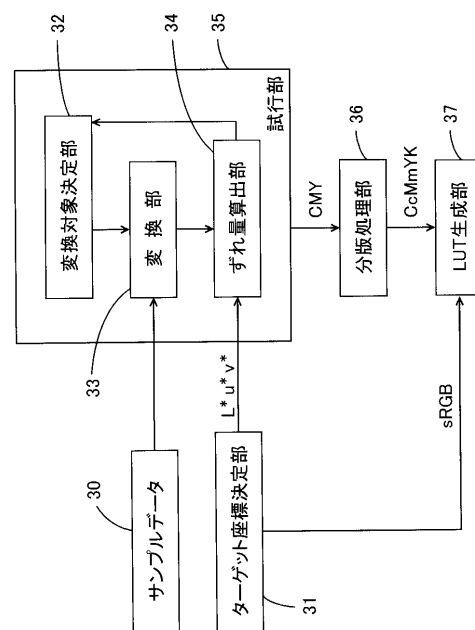 30
サンプルデータ
31
ターゲット座標決定部
L* u* v*
sRGB
35
試行部
32
変換対象決定部
33
変換部
34
ずれ量算出部
CMY
36
分版処理部
CcMmYK
37
LUT生成部